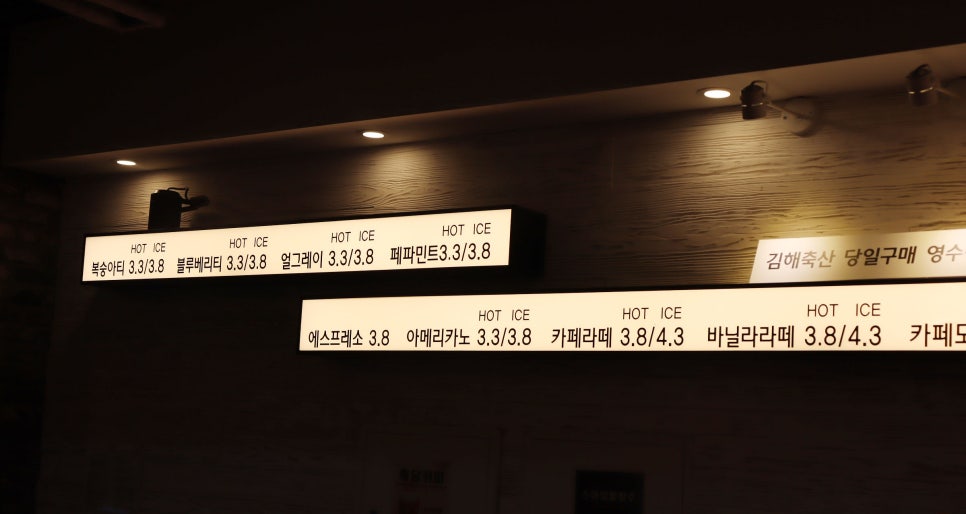 HOT ICE HOT ICE HOT ICE HOT ICE
복숭아티 3.3/3.8 블루베리티 3.3/3.8 얼그레이 3.3/3.8 페파민트3.3/3.8
김해축산 당일구매 영수
HOT ICE HOT ICE HOT ICE
에스프레소 3.8 아메리카노 3.3/3.8 카페라떼 3.8/4.3 바닐라라떼 3.8/4.3 카페모